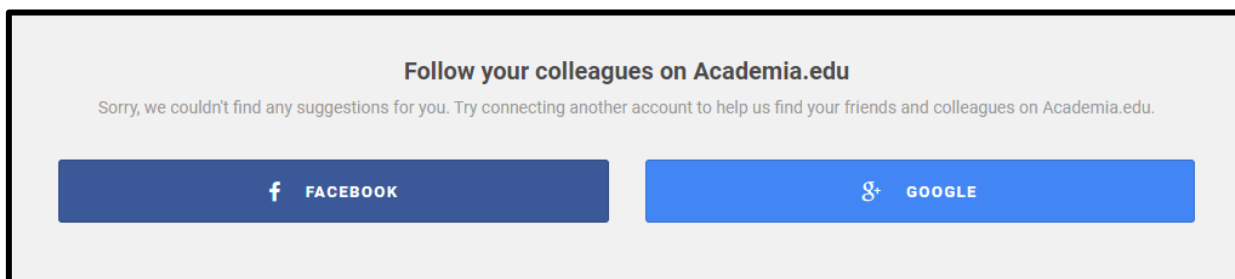 Follow your colleagues on Academia.edu
Sorry, we couldn't find any suggestions for you. Try connecting another account to help us find your friends and colleagues on Academia.edu.
f FACEBOOK
g+ GOOGLE